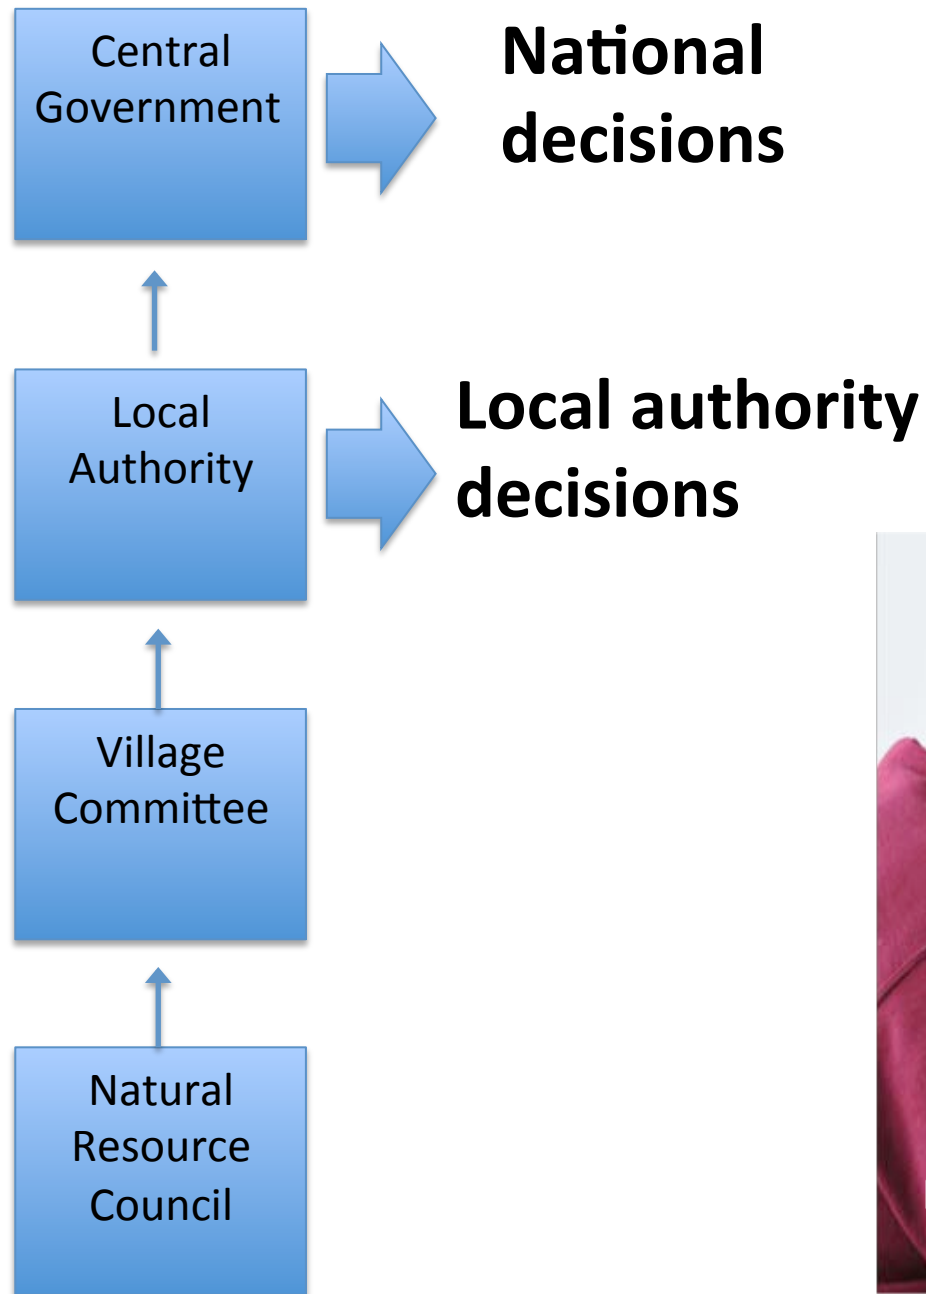 Central
Government
National
decisions
Local
Authority
Local authority
decisions
Village
Committee
Natural
Resource
Council